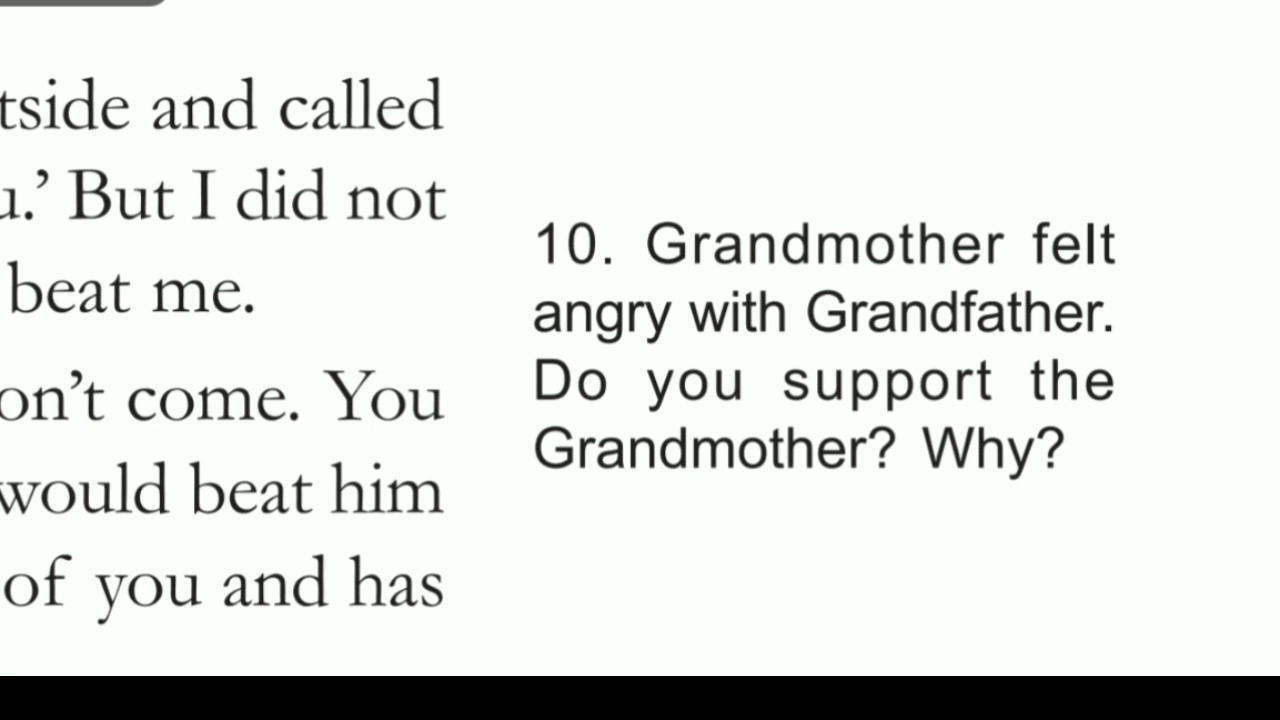 tside and called
u.’ But I did not
beat me.
on’t come. You
would beat him
of you and has
10. Grandmother felt
angry with Grandfather.
Do you support the
Grandmother? Why?